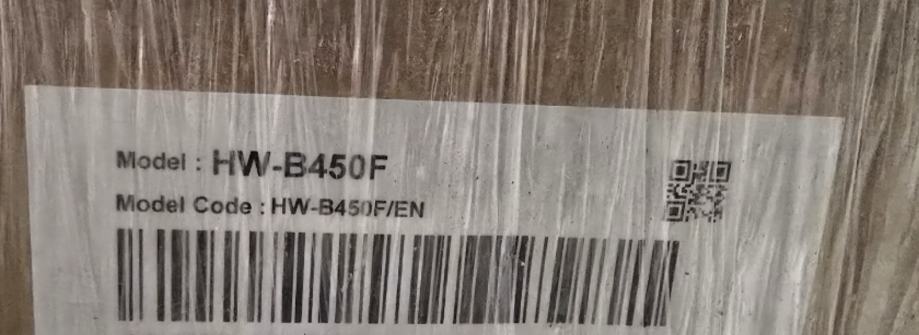 Model : HW-B450F
Model Code : HW-B450F/EN